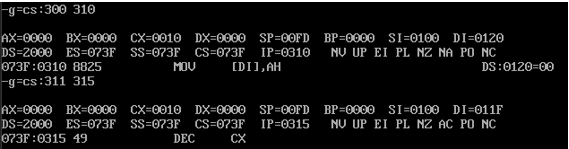 -g=cs:300 310
AX=0000  BX=0000  CX=0010  DX=0000  SP=00FD  BP=0000  SI=0100  DI=0120
DS=2000  ES=073F  SS=073F  CS=073F  IP=0310   NV UP EI PL NZ NA PO NC
073F:0310 8825          MOV     [DI],AH                            DS:0120=00
-g=cs:311 315
AX=0000  BX=0000  CX=0010  DX=0000  SP=00FD  BP=0000  SI=0100  DI=011F
DS=2000  ES=073F  SS=073F  CS=073F  IP=0315   NV UP EI PL NZ AC PO NC
073F:0315 49            DEC     CX